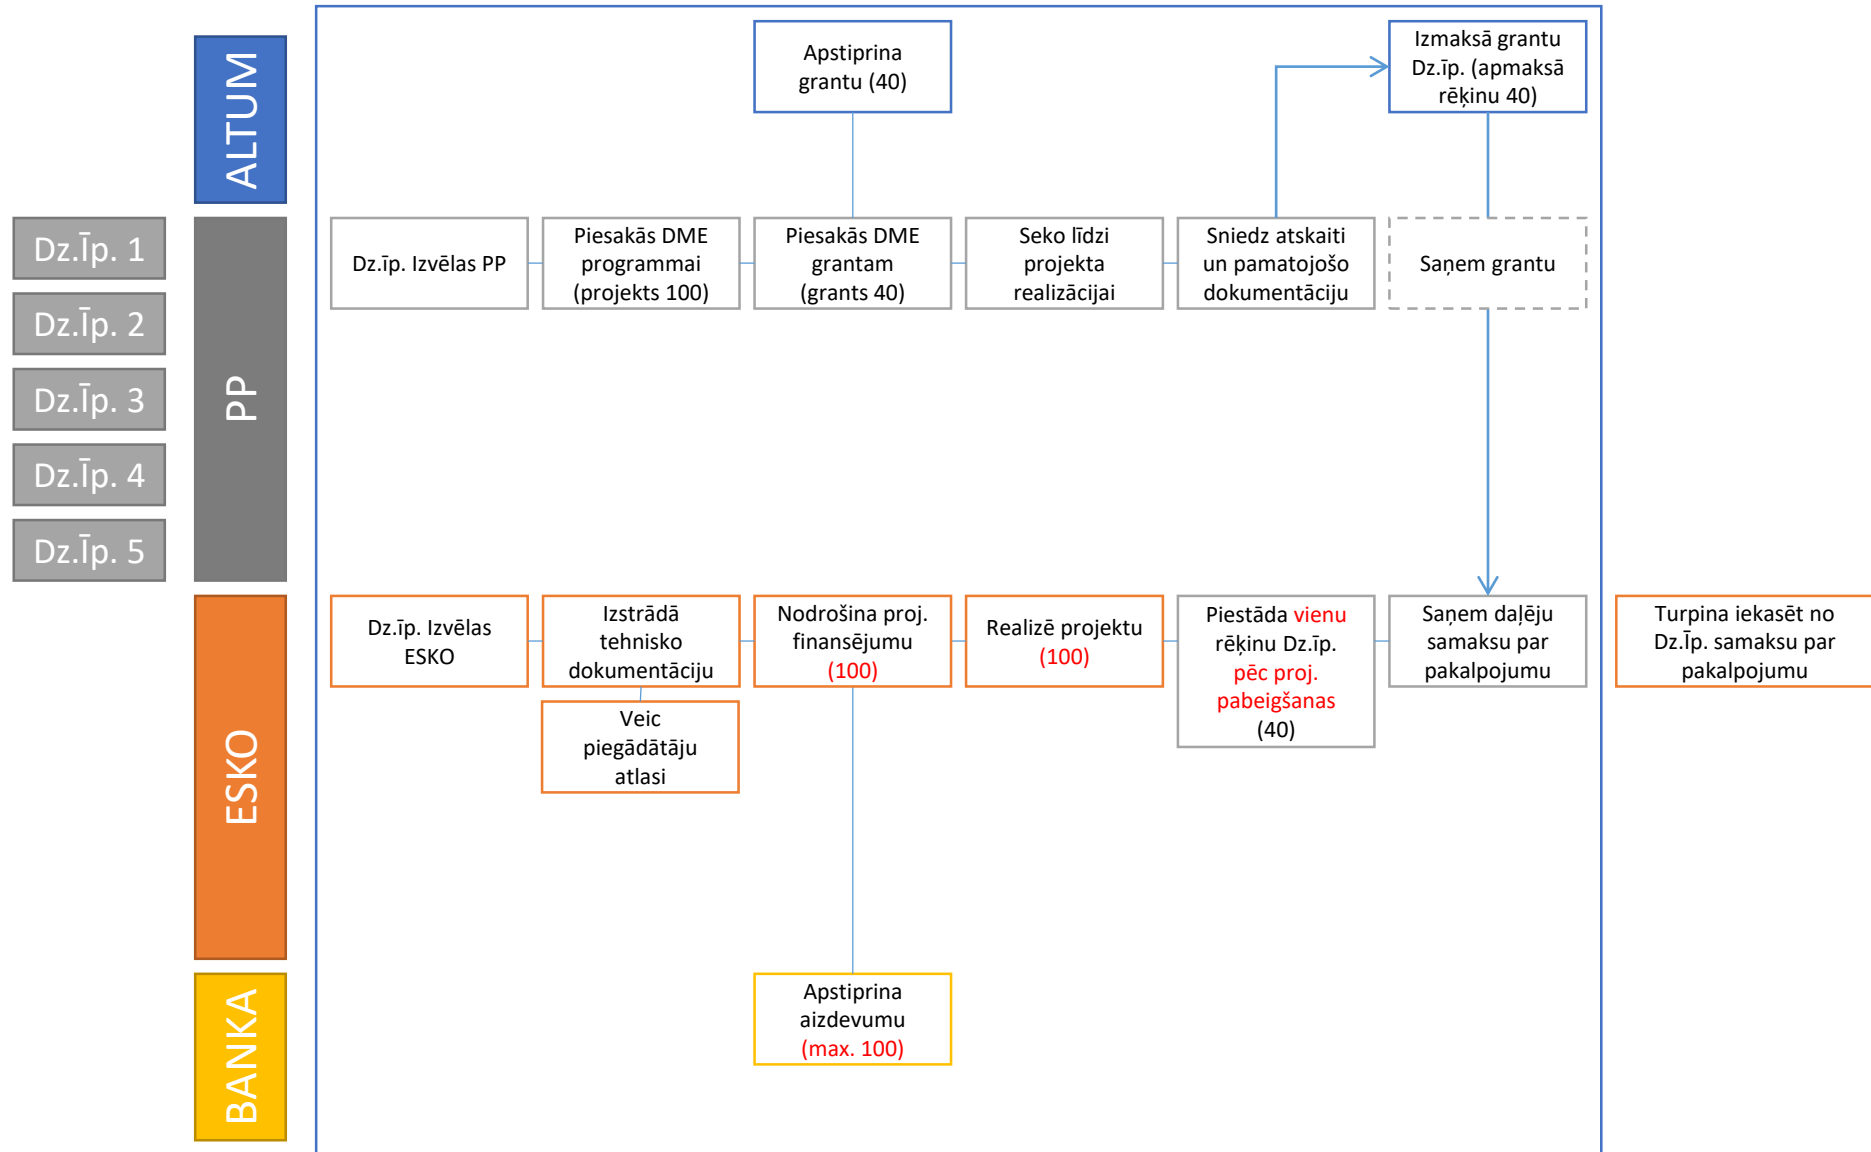 ALTUM
Apstiprina
grantu (40)
Izmaksā grantu
Dz.īp. (apmaksā
rēķinu 40)
Dz.Īp. 1
Dz.Īp. 2
Dz.Īp. 3
Dz.Īp. 4
Dz.Īp. 5
PP
Dz.īp. Izvēlas PP
Piesakās DME
programmai
(projekts 100)
Piesakās DME
grantam
(grants 40)
Seko līdzi
projekta
realizācijai
Sniedz atskaiti
un pamatojošo
dokumentāciju
Saņem grantu
ESKO
Dz.īp. Izvēlas
ESKO
Izstrādā
tehnisko
dokumentāciju
Veic
piegādātāju
atlasi
Nodrošina proj.
finansējumu
(100)
Realizē projektu
(100)
Piestāda vienu
rēķinu Dz.īp.
pēc proj.
pabeigšanas
(40)
Saņem daļēju
samaksu par
pakalpojumu
Turpina iekasēt no
Dz.Īp. samaksu par
pakalpojumu
BANKA
Apstiprina
aizdevumu
(max. 100)